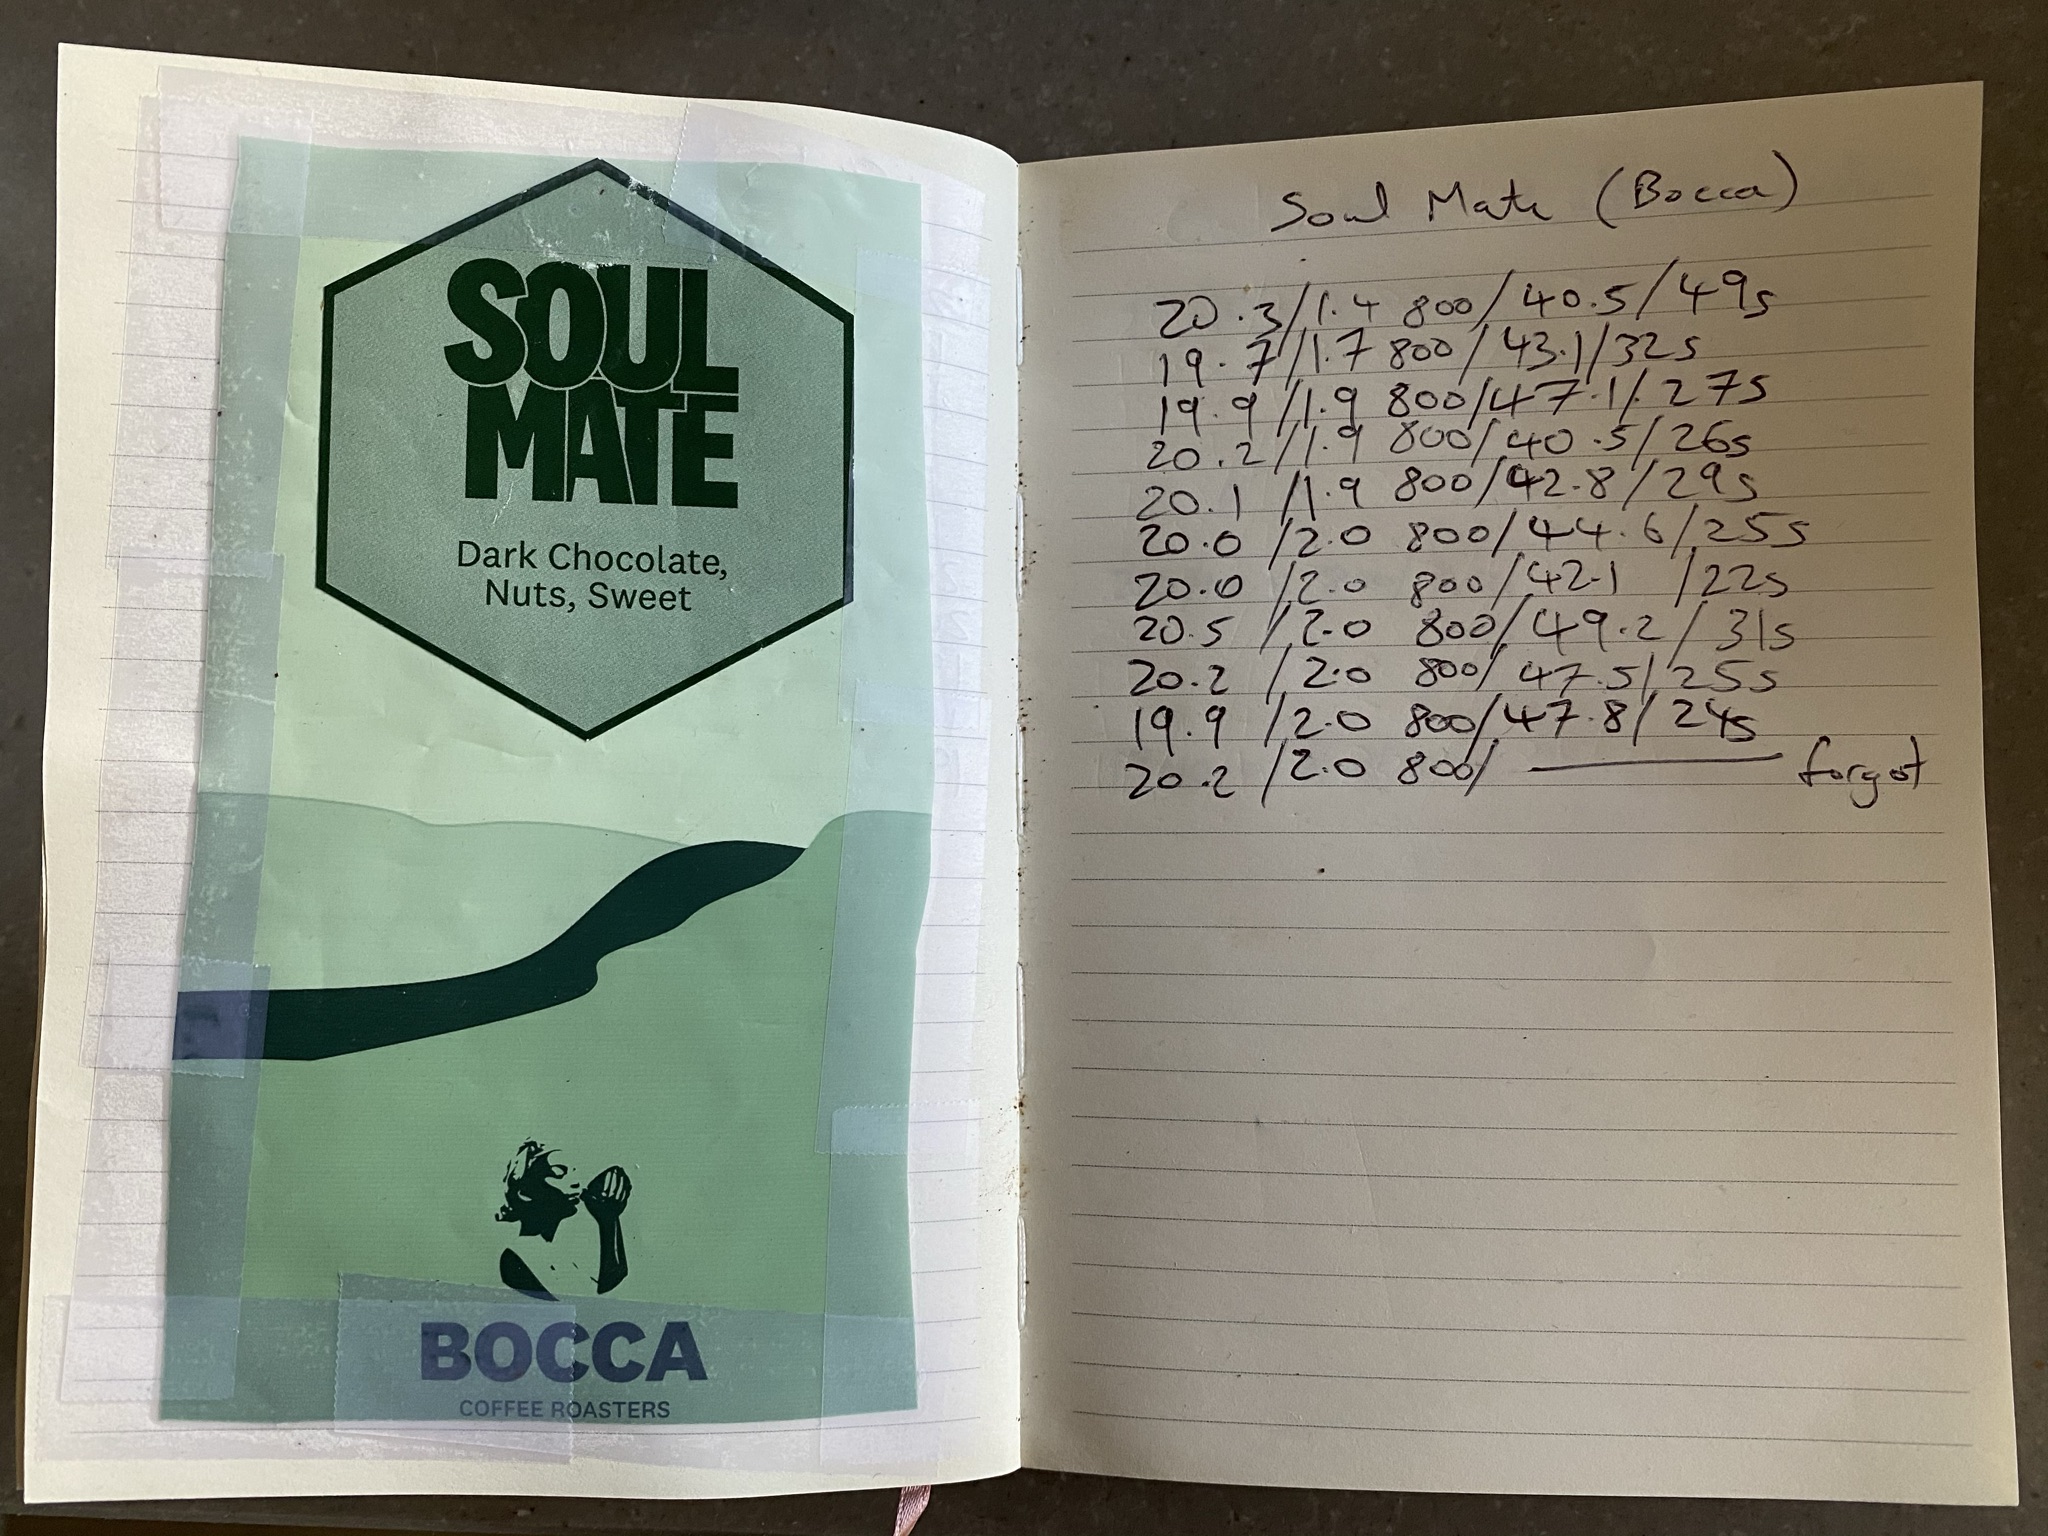 SOUL
MATE
Dark Chocolate,
Nuts, Sweet
BOCCA
COFFEE ROASTERS
Soul Mate (Bocca)
20.3/1.4 800/40.5/49s
19.7/1.7 800/43.1/32s
19.9/1.9 800/47.1/27s
20.2/1.9 800/40.5/26s
20.1/1.9 800/42.8/29s
20.0/2.0 800/44.6/25s
20.0/2.0 800/42.1/22s
20.5/2.0 800/49.2/31s
20.2/2.0 800/47.5/25s
19.9/2.0 800/47.8/24s
20.2/2.0 800/ —— forgot